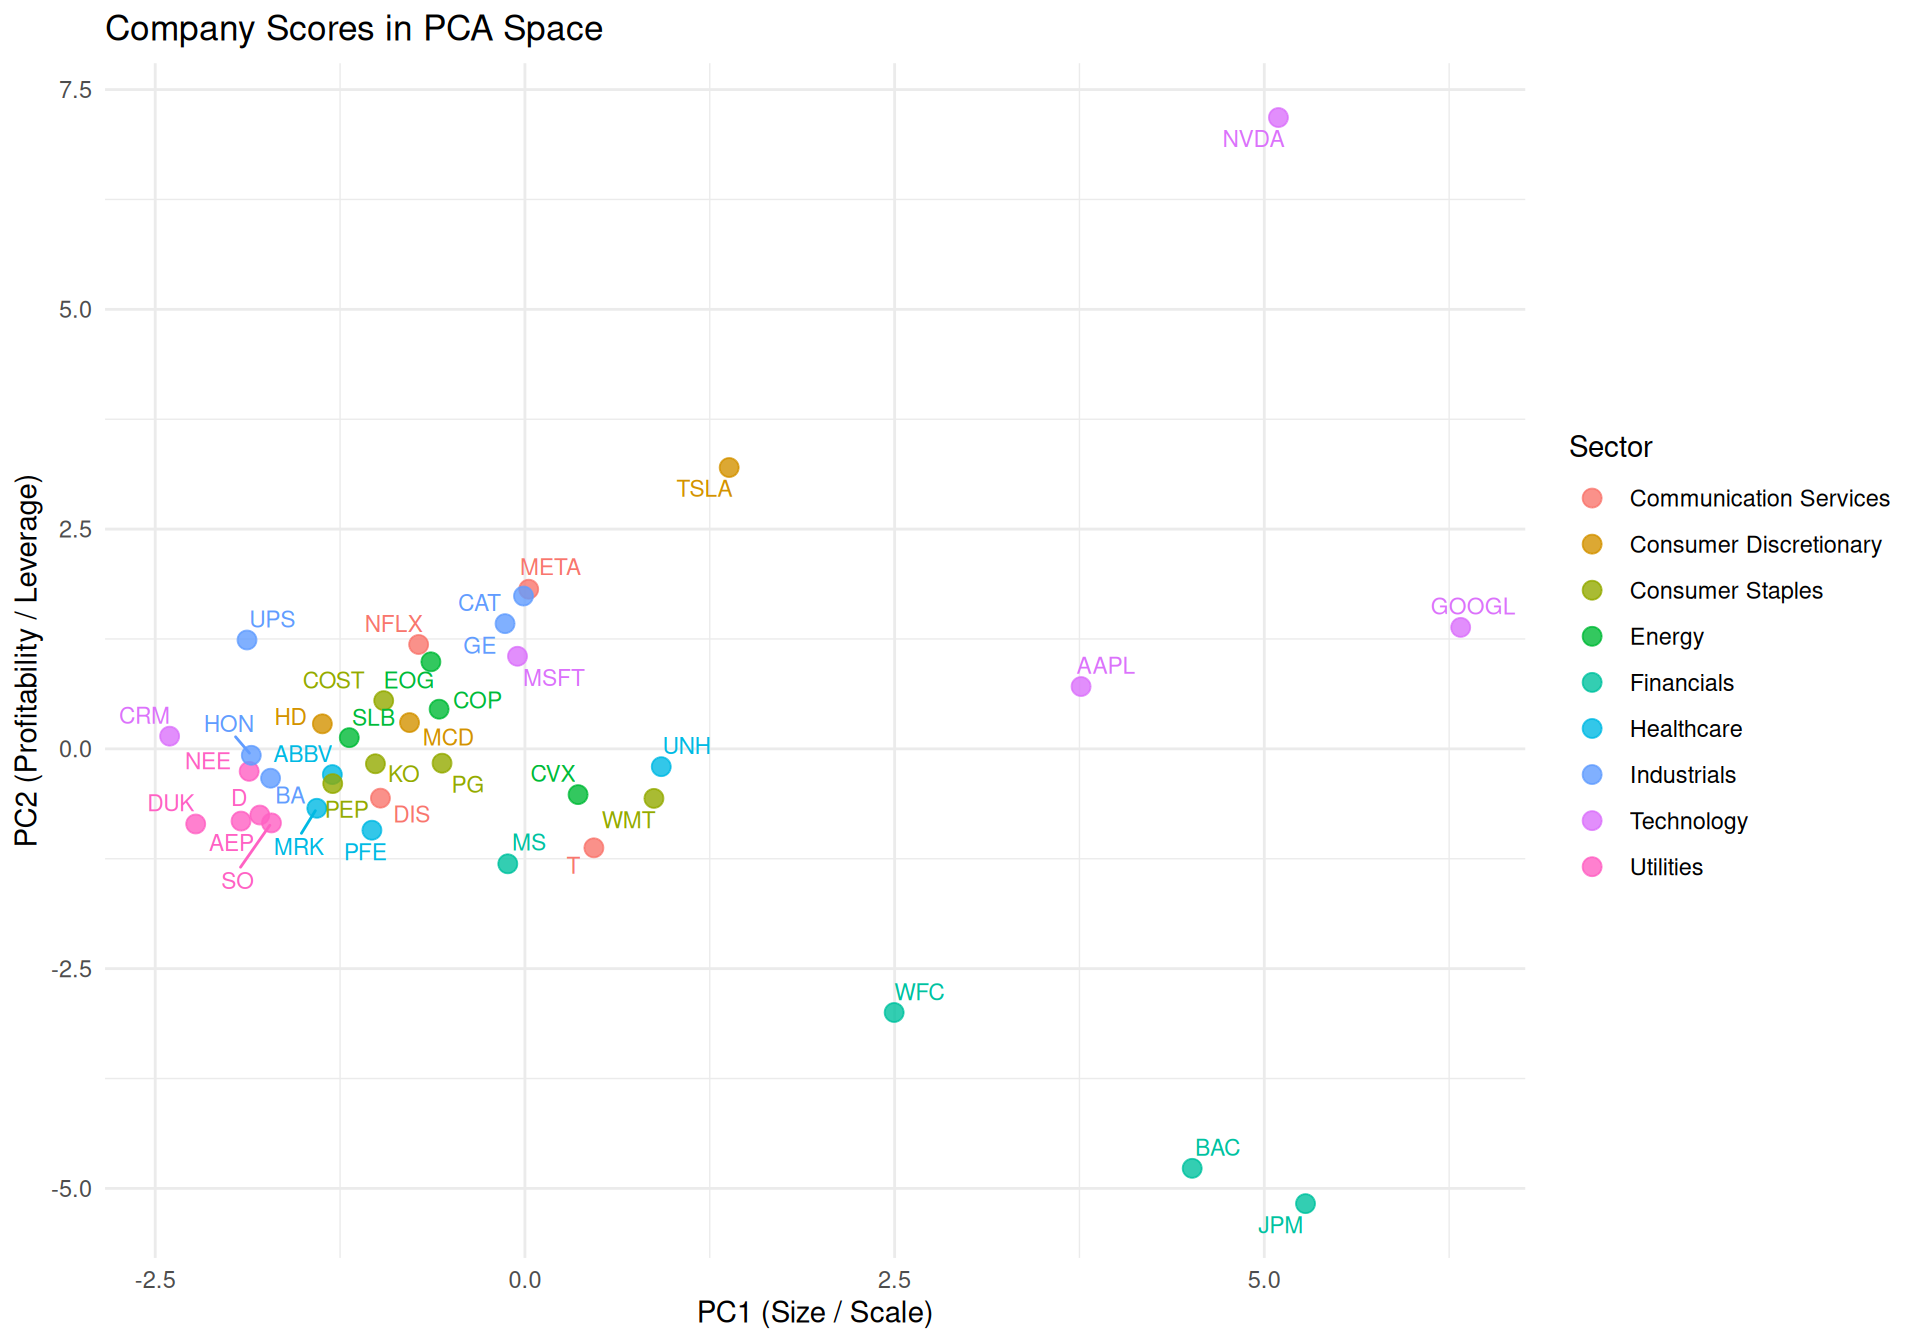 Company Scores in PCA Space
PC2 (Profitability / Leverage)
7.5
5.0
2.5
0.0
-2.5
-5.0
NVDA
TSLA
META
CAT
GOOGL
UPS
NFLX
GE
AAPL
MSFT
COST
EOG
COP
CRM
HON
HD
SLB
MCD
UNH
NEE
ABBV
KO
CVX
PG
DUK
D
BA
PEP
DIS
WMT
AEP
MRK
PFE
MS
T
SO
WFC
BAC
JPM
-2.5
0.0
2.5
5.0
PC1 (Size / Scale)
Sector
Communication Services
Consumer Discretionary
Consumer Staples
Energy
Financials
Healthcare
Industrials
Technology
Utilities